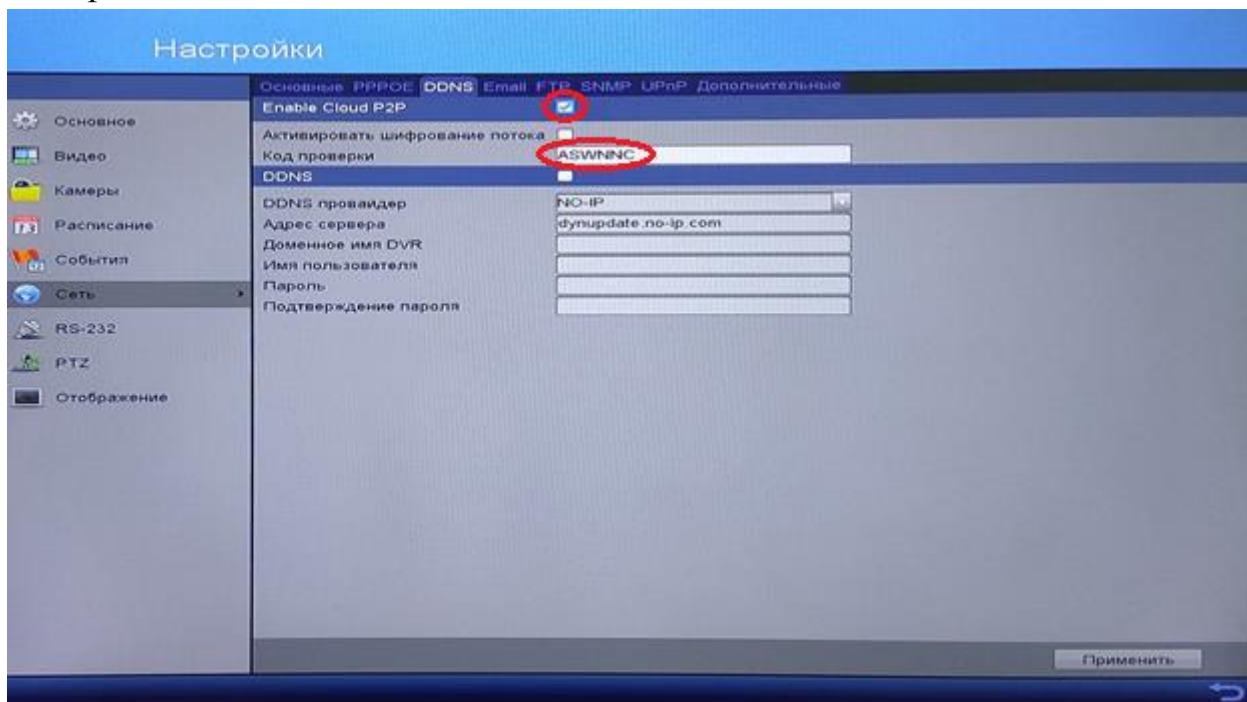 Настройки
Основные PPPOE DDNS Email FTP SNMP UPnP Дополнительные
Enable Cloud P2P
Активировать шифрование потока
Код проверки ASWNNC
DDNS
DDNS провайдер NO-IP
Адрес сервера dynupdate.no-ip.com
Доменное имя DVR
Имя пользователя
Пароль
Подтверждение пароля
Основное
Видео
Камеры
Расписание
События
Сеть
RS-232
PTZ
Отображение
Применить